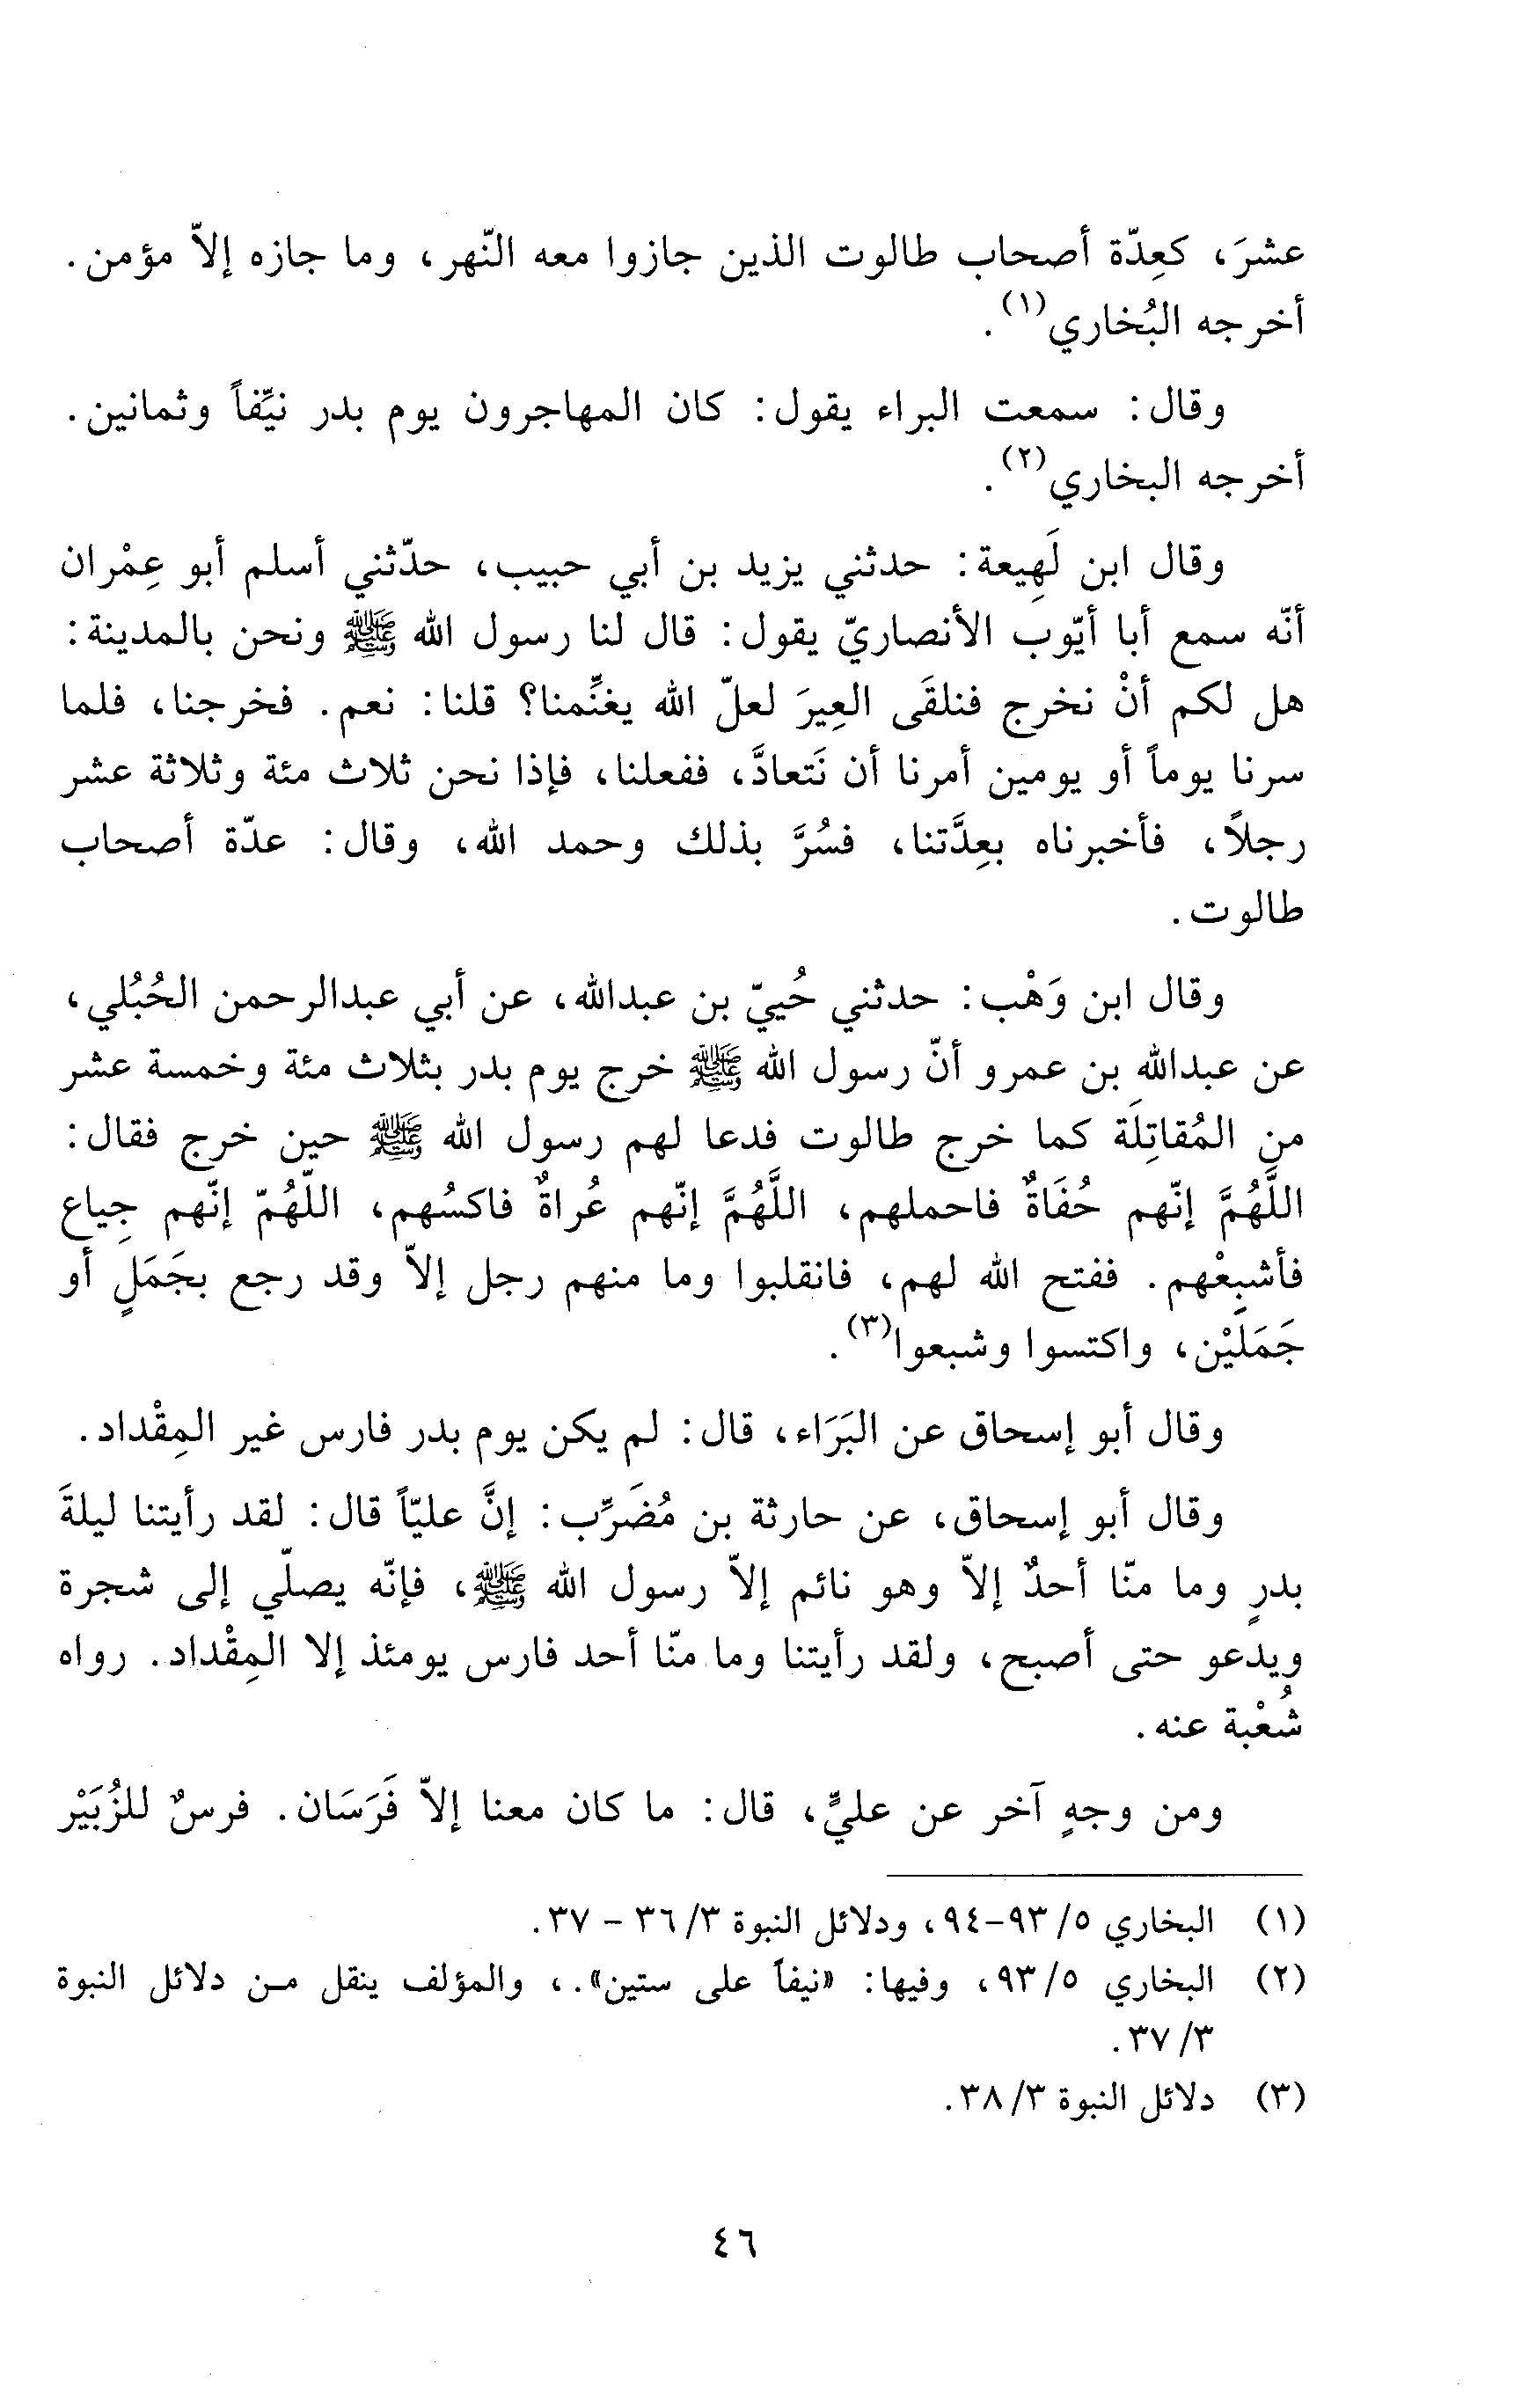 عشرَ، كعِدّة أصحاب طالوت الذين جازوا معه النّهر، وما جازه إلاّ مؤمن.
أخرجه البُخاري(١).
وقال: سمعت البراء يقول: كان المهاجرون يوم بدر نيِّفاً وثمانين.
أخرجه البخاري(٢).
وقال ابن لَهِيعة: حدثني يزيد بن أبي حبيب، حدّثني أسلم أبو عِمْران
أنّه سمع أبا أيّوب الأنصاريّ يقول: قال لنا رسول الله ﷺ ونحن بالمدينة:
هل لكم أنْ نخرج فنلقَى العِيرَ لعلّ الله يغنِّمنا؟ قلنا: نعم. فخرجنا، فلما
سرنا يوماً أو يومين أمرنا أن نَتعادَّ، ففعلنا، فإذا نحن ثلاث مئة وثلاثة عشر
رجلاً، فأخبرناه بعِدَّتنا، فسُرَّ بذلك وحمد الله، وقال: عدّة أصحاب
طالوت.
وقال ابن وَهْب: حدثني حُييّ بن عبدالله، عن أبي عبدالرحمن الحُبُلي،
عن عبدالله بن عمرو أنّ رسول الله ﷺ خرج يوم بدر بثلاث مئة وخمسة عشر
من المُقاتِلَة كما خرج طالوت فدعا لهم رسول الله ﷺ حين خرج فقال:
اللَّهُمَّ إنّهم حُفَاةٌ فاحملهم، اللَّهُمَّ إنّهم عُراةٌ فاكسُهم، اللّهُمّ إنّهم جِياع
فأشبِعْهم. ففتح الله لهم، فانقلبوا وما منهم رجل إلاّ وقد رجع بجَمَلٍ أو
جَمَلَيْن، واكتسوا وشبعوا(٣).
وقال أبو إسحاق عن البَرَاء، قال: لم يكن يوم بدر فارس غير المِقْداد.
وقال أبو إسحاق، عن حارثة بن مُضَرِّب: إنَّ عليّاً قال: لقد رأيتنا ليلةَ
بدرٍ وما منّا أحدٌ إلاّ وهو نائم إلاّ رسول الله ﷺ، فإنّه يصلّي إلى شجرة
ويدعو حتى أصبح، ولقد رأيتنا وما منّا أحد فارس يومئذ إلا المِقْداد. رواه
شُعْبة عنه.
ومن وجهٍ آخر عن عليٍّ، قال: ما كان معنا إلاّ فَرَسَان. فرسٌ للزُبَيْر
(١) البخاري ٥/ ٩٣-٩٤، ودلائل النبوة ٣/ ٣٦ - ٣٧.
(٢) البخاري ٥/ ٩٣، وفيها: «نيفاً على ستين».، والمؤلف ينقل من دلائل النبوة
٣/ ٣٧.
(٣) دلائل النبوة ٣/ ٣٨.
٤٦